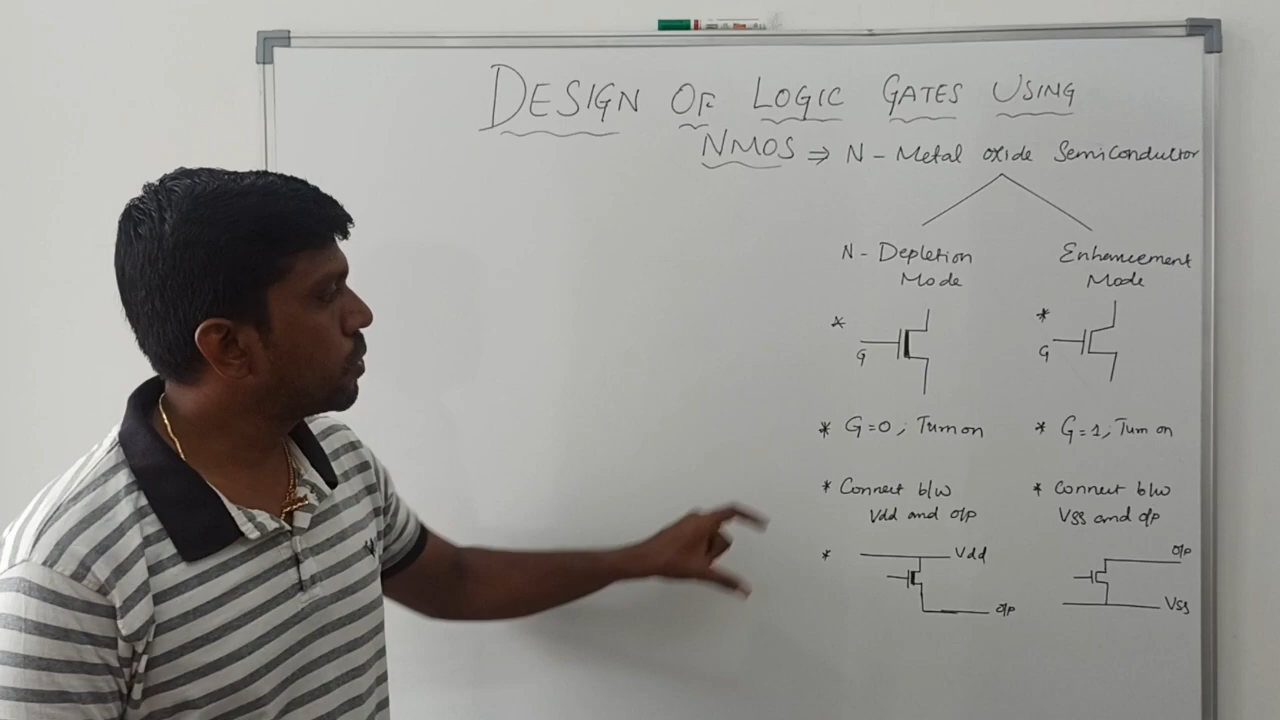 DESIGN OF LOGIC GATES USING
NMOS ⇒ N - Metal oxide Semiconductor
N - Depletion Mode
Enhancement Mode
*
G
*
G
* G=0, Turn on
* G=1, Turn on
* Connect b/w
Vdd and o/p
* Connect b/w
Vss and o/p
*
Vdd
o/p
o/p
Vss